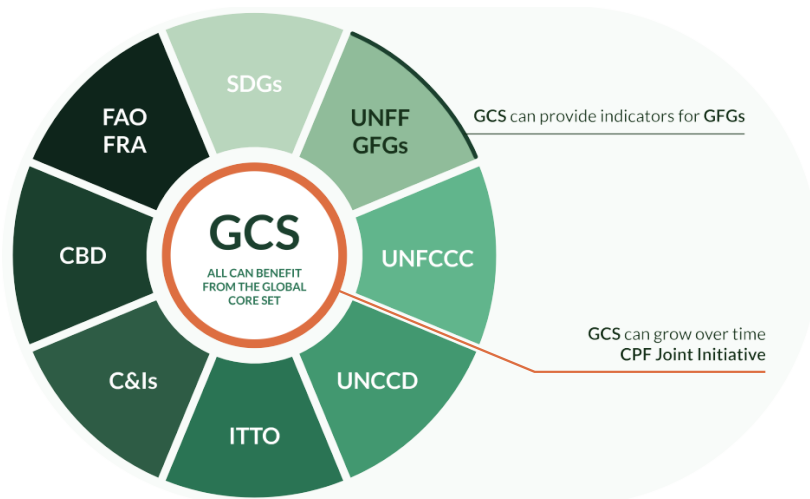 SDGs
UNFF
GFGs
UNFCCC
UNCCD
ITTO
C&Is
CBD
FAO
FRA
GCS
ALL CAN BENEFIT
FROM THE GLOBAL
CORE SET
GCS can provide indicators for GFGs
GCS can grow over time
CPF Joint Initiative